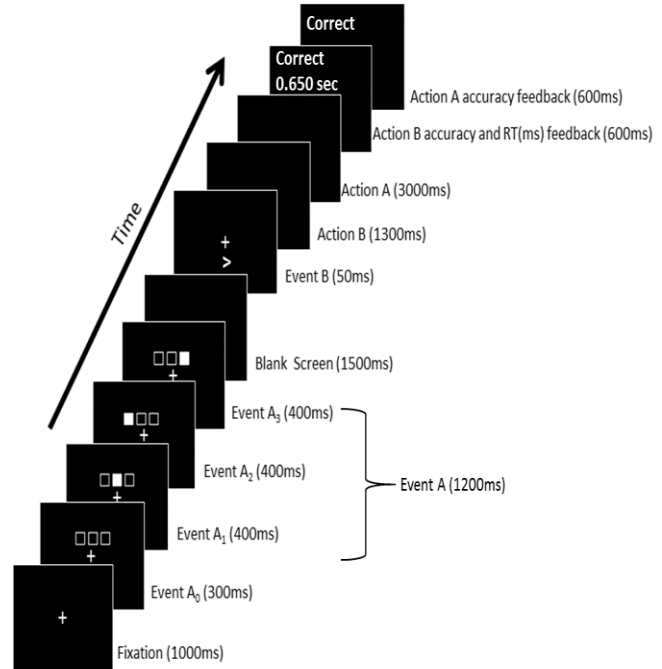 Correct
Correct
0.650 sec
Action A accuracy feedback (600ms)
Action B accuracy and RT(ms) feedback (600ms)
Time
Action A (3000ms)
Action B (1300ms)
+
>
Event B (50ms)
Blank Screen (1500ms)
+
Event A₃ (400ms)
+
Event A₂ (400ms)
Event A (1200ms)
+
Event A₁ (400ms)
+
Event A₀ (300ms)
+
Fixation (1000ms)